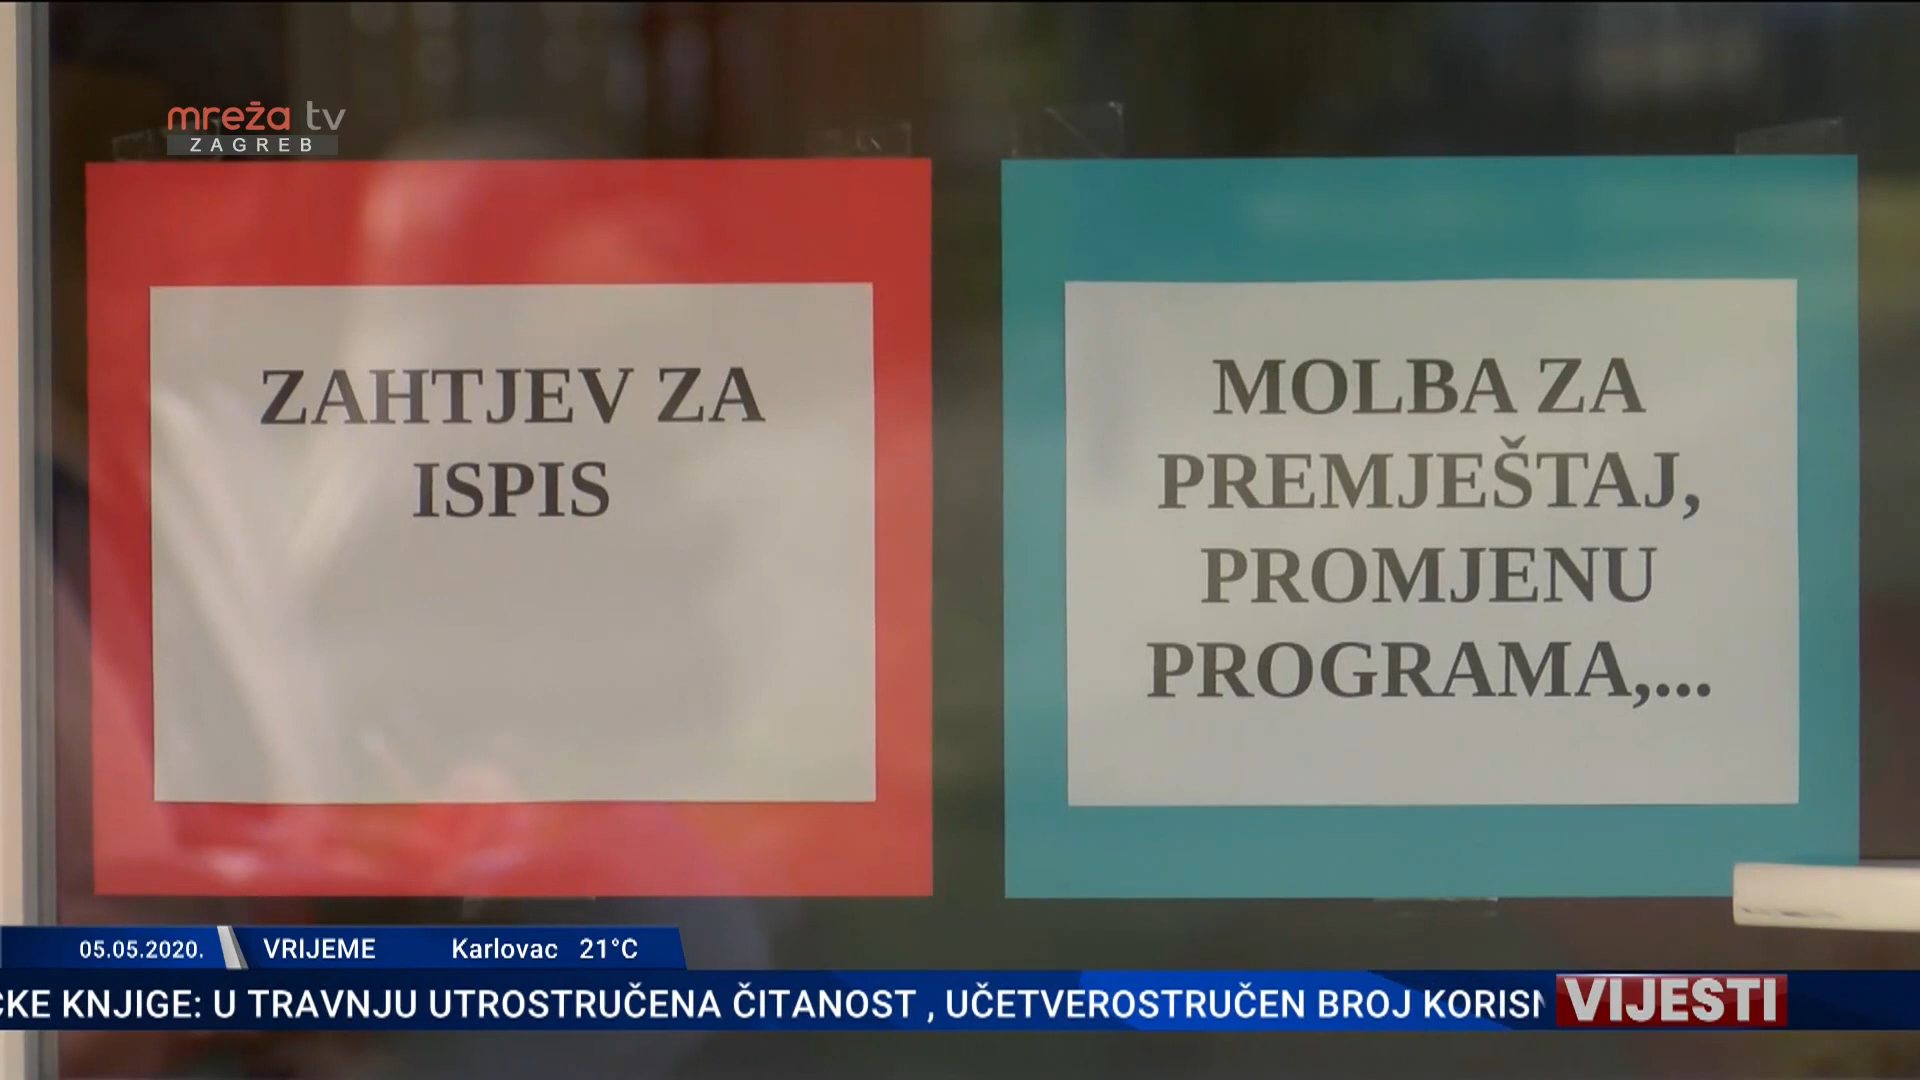 mreža tv
ZAGREB
ZAHTJEV ZA
ISPIS
MOLBA ZA
PREMJEŠTAJ,
PROMJENU
PROGRAMA,...
05.05.2020. VRIJEME Karlovac 21°C
KNJIGE: U TRAVNJU UTROSTRUČENA ČITANOST , UČETVEROSTRUČEN BROJ
VIJESTI